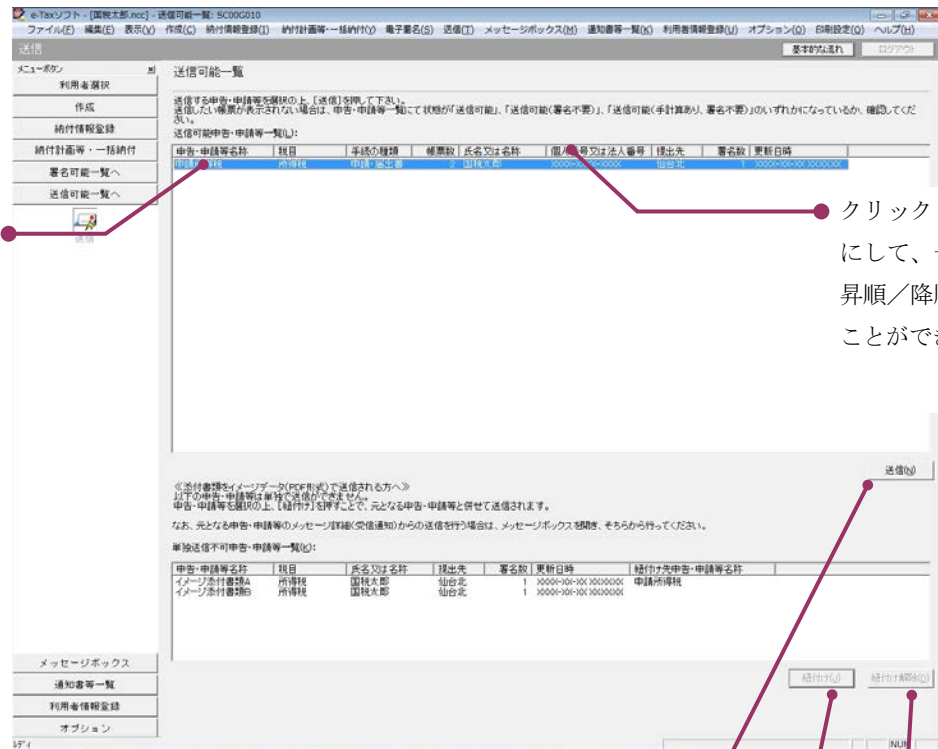 e-Taxソフト - [国税太郎.ncc] - [送信可能一覧: SC00G010
ファイル(F) 編集(E) 表示(V) 作成(C) 納付情報登録(I) 納付計画等・一括納付(Y) 電子署名(S) 送信(T) メッセージボックス(M) 通知書等一覧(K) 利用者情報登録(U) オプション(O) 印刷設定(Q) ヘルプ(H)
送信 基本的な流れ ログアウト
メニューボタン
利用者選択
作成
納付情報登録
納付計画等・一括納付
署名可能一覧へ
送信可能一覧へ
送信
メッセージボックス
通知書等一覧
利用者情報登録
オプション
送信可能一覧
送信する申告・申請等を選択の上、[送信]を押して下さい。
送信したい帳票が表示されない場合は、申告・申請等一覧にて状態が「送信可能」、「送信可能(署名不要)」、「送信可能(手計算あり、署名不要)」のいずれかになっているか、確認してくだ
さい。
送信可能申告・申請等一覧(L):
申告・申請等名称 税目 手続の種類 帳票数 氏名又は名称 個人番号又は法人番号 提出先 署名数 更新日時
申請所得税 所得税 申請・届出書 2 国税太郎 XXXX-XXXX-XXXX 仙台北 1 XXXX-XX-XX XX:XX:XX
クリック
にして、
昇順／降順
ことができ
送信(N)
≪添付書類をイメージデータ(PDF形式)で送信される方へ≫
以下の申告・申請等は単独で送信ができません。
申告・申請等を選択の上、[紐付け]を押すことで、元となる申告・申請等と併せて送信されます。
なお、元となる申告・申請等のメッセージ詳細(受信通知)からの送信を行う場合は、メッセージボックスを開き、そちらから行ってください。
単独送信不可申告・申請等一覧(K):
申告・申請等名称 税目 氏名又は名称 提出先 署名数 更新日時 紐付け先申告・申請等名称
イメージ添付書類A 所得税 国税太郎 仙台北 1 XXXX-XX-XX XX:XX:XX 申請所得税
イメージ添付書類B 所得税 国税太郎 仙台北 1 XXXX-XX-XX XX:XX:XX
紐付け(J) 紐付け解除(D)
レディ NUM